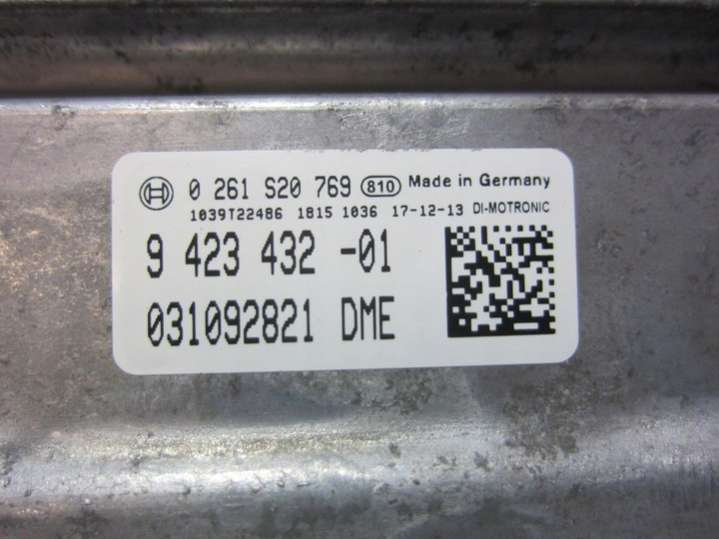 0 261 S20 769 810 Made in Germany
1039T22486 1815 1036 17-12-13 DI-MOTRONIC
9 423 432 -01
031092821 DME